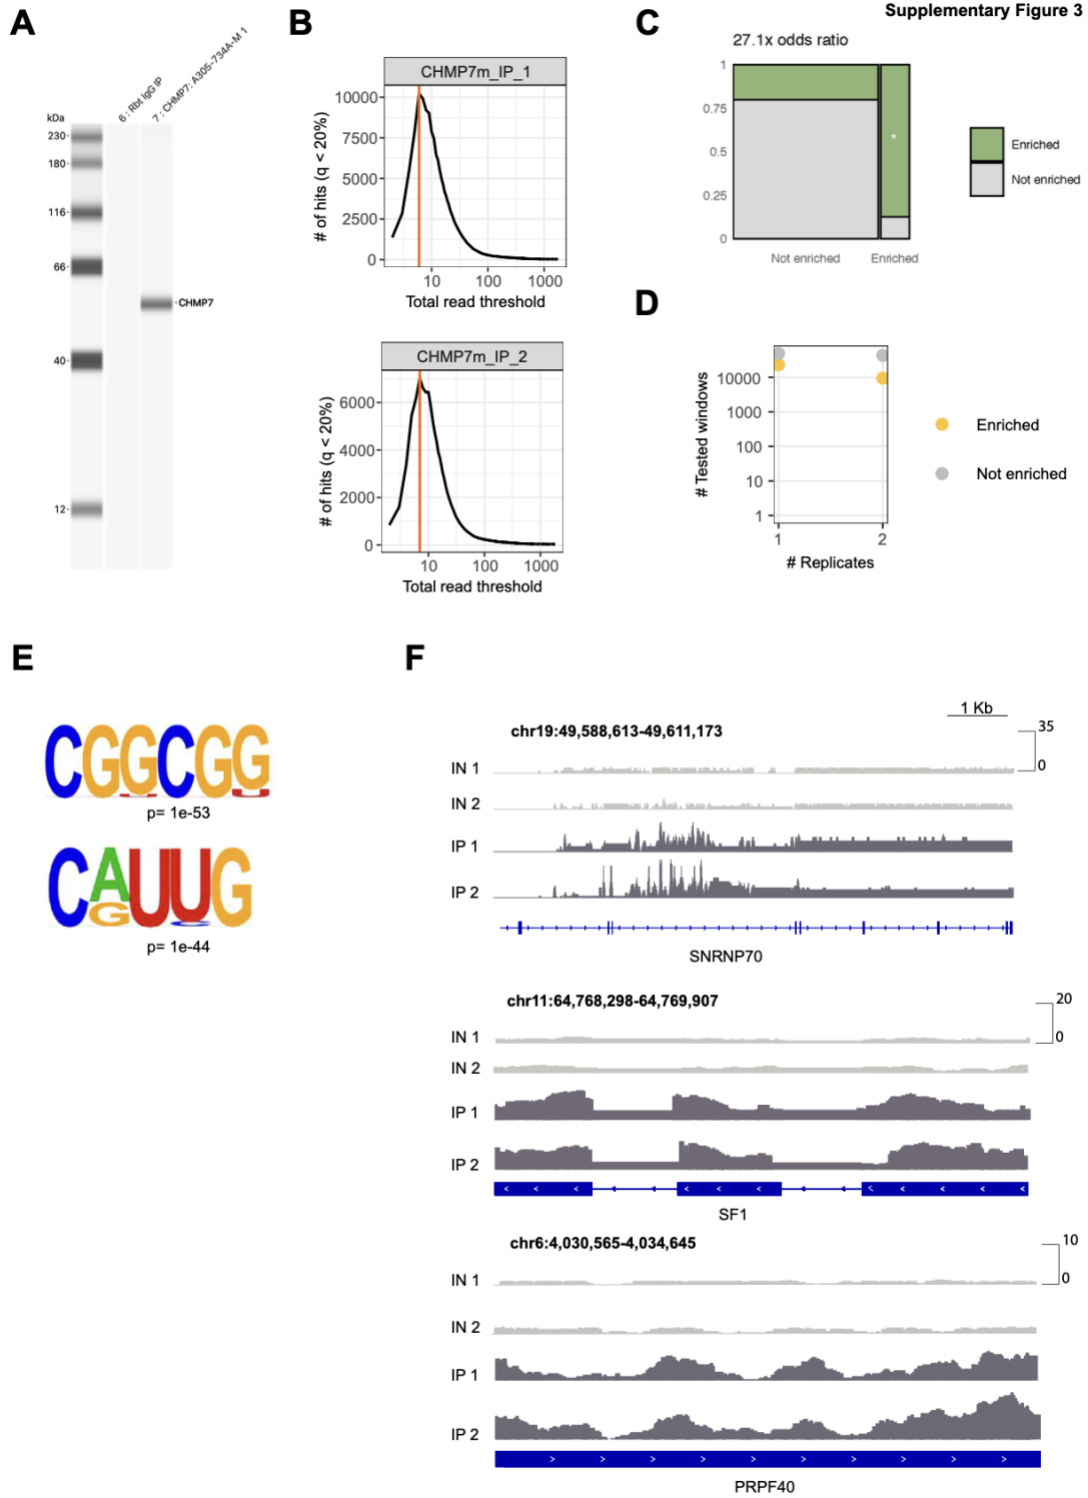 Supplementary Figure 3
A
kDa
6 : Rbt IgG IP
7 : CHMP7: A305-734A-M 1
230
180
116
66
CHMP7
40
12
B
CHMP7m_IP_1
# of hits (q < 20%)
10000
7500
5000
2500
0
10 100 1000
Total read threshold
CHMP7m_IP_2
# of hits (q < 20%)
6000
4000
2000
0
10 100 1000
Total read threshold
C
27.1x odds ratio
1
0.75
0.5
0.25
0
*
Not enriched Enriched
Enriched
Not enriched
D
# Tested windows
10000
1000
100
10
1
1 2
# Replicates
Enriched
Not enriched
E
CGGCGG
p= 1e-53
CAUUG
G
p= 1e-44
F
1 Kb
chr19:49,588,613-49,611,173
35
0
IN 1
IN 2
IP 1
IP 2
SNRNP70
chr11:64,768,298-64,769,907
20
0
IN 1
IN 2
IP 1
IP 2
SF1
chr6:4,030,565-4,034,645
10
0
IN 1
IN 2
IP 1
IP 2
PRPF40